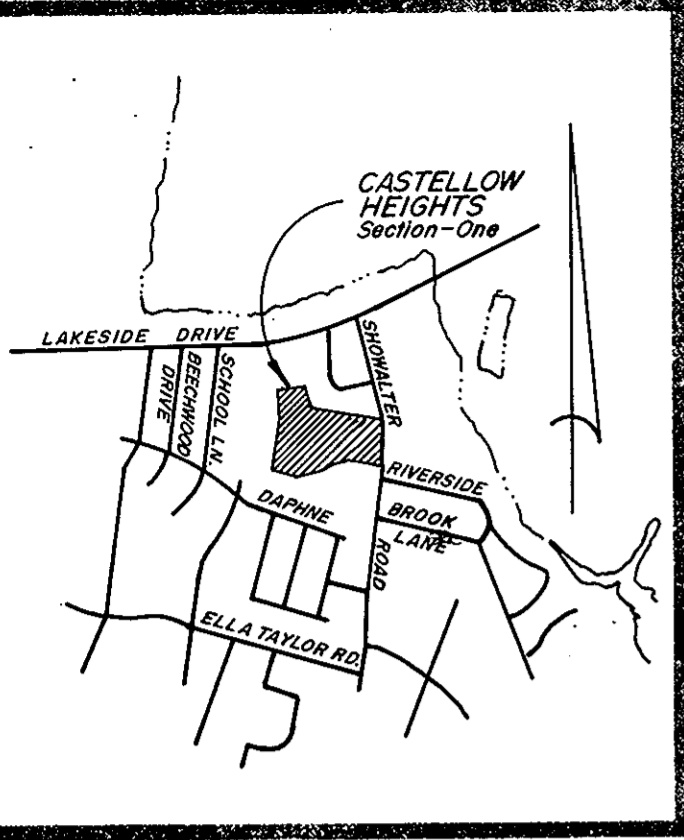 CASTELLOW
HEIGHTS
Section-One
LAKESIDE DRIVE
SHOWALTER
SCHOOL LN.
BEECHWOOD
DRIVE
RIVERSIDE
DAPHNE
BROOK
LANE
ROAD
ELLA TAYLOR RD.